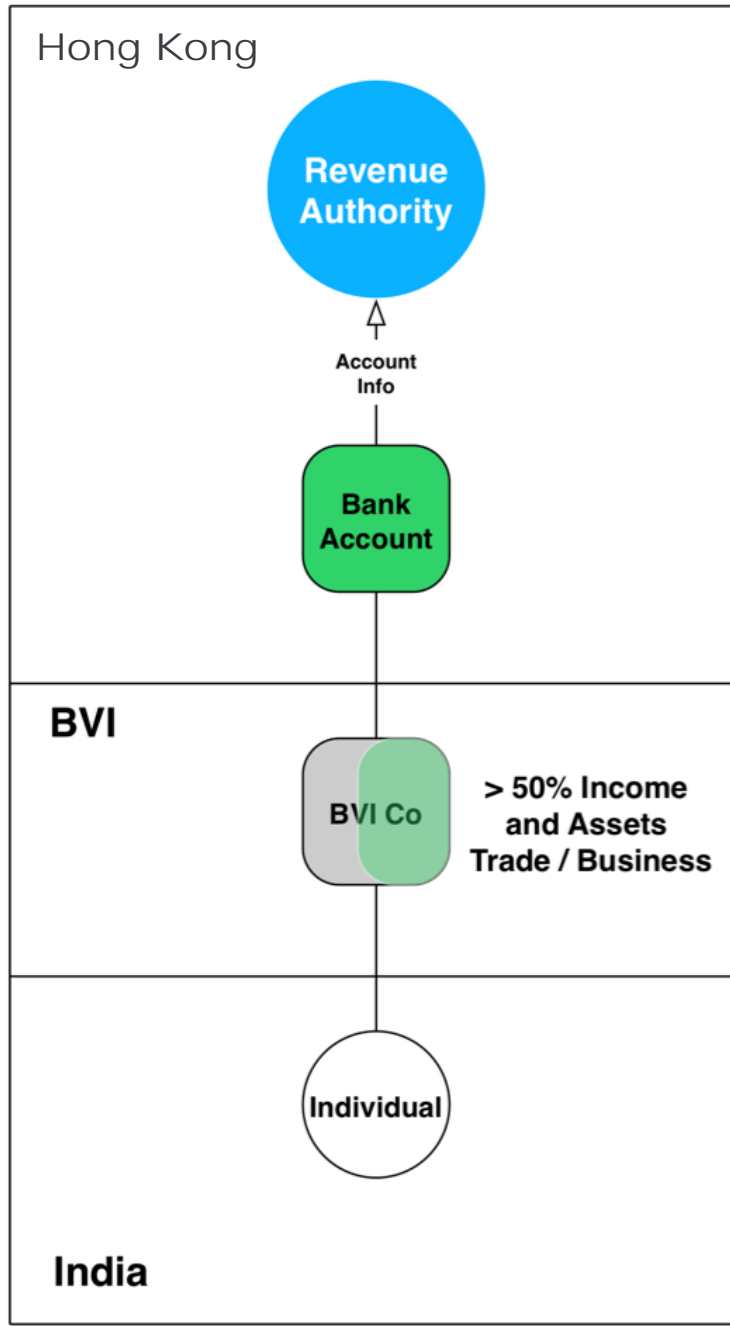 Hong Kong
Revenue
Authority
Account
Info
Bank
Account
BVI
BVI Co
> 50% Income
and Assets
Trade / Business
Individual
India